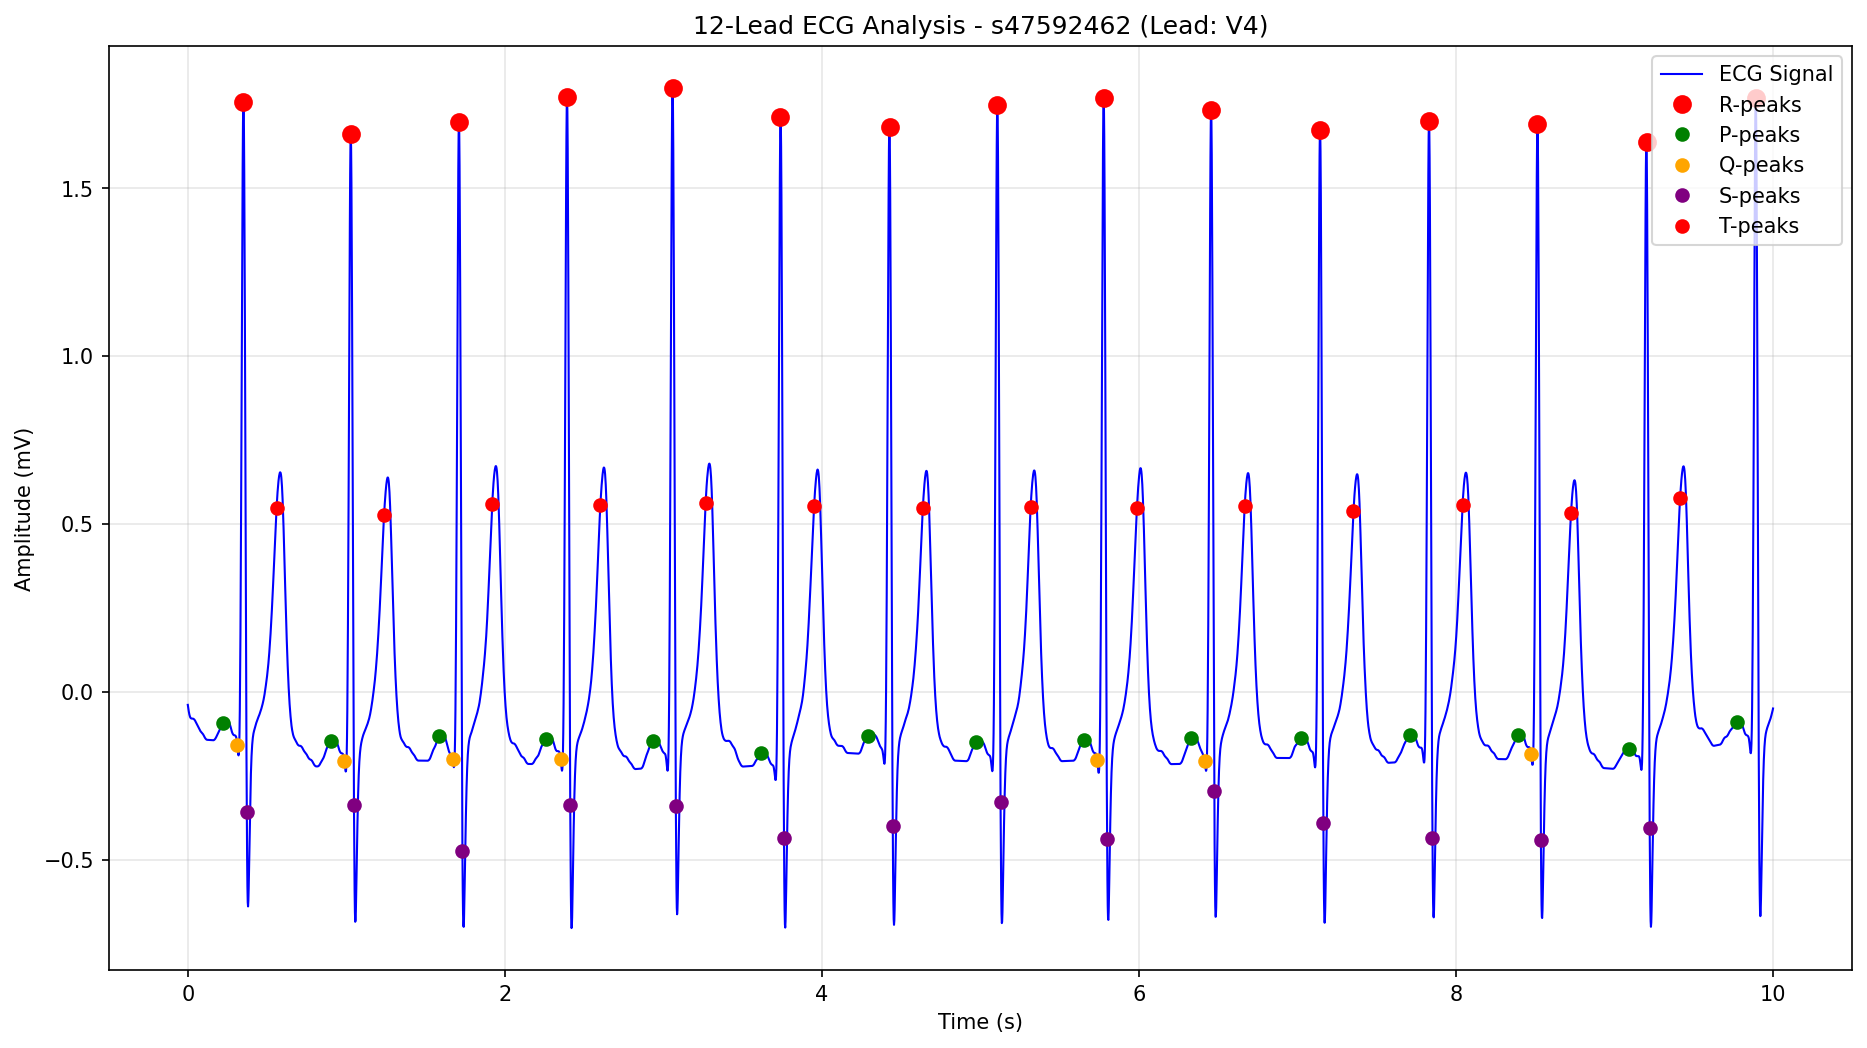 12-Lead ECG Analysis - s47592462 (Lead: V4)
ECG Signal
R-peaks
P-peaks
Q-peaks
S-peaks
T-peaks
Amplitude (mV)
1.5
1.0
0.5
0.0
−0.5
0 2 4 6 8 10
Time (s)